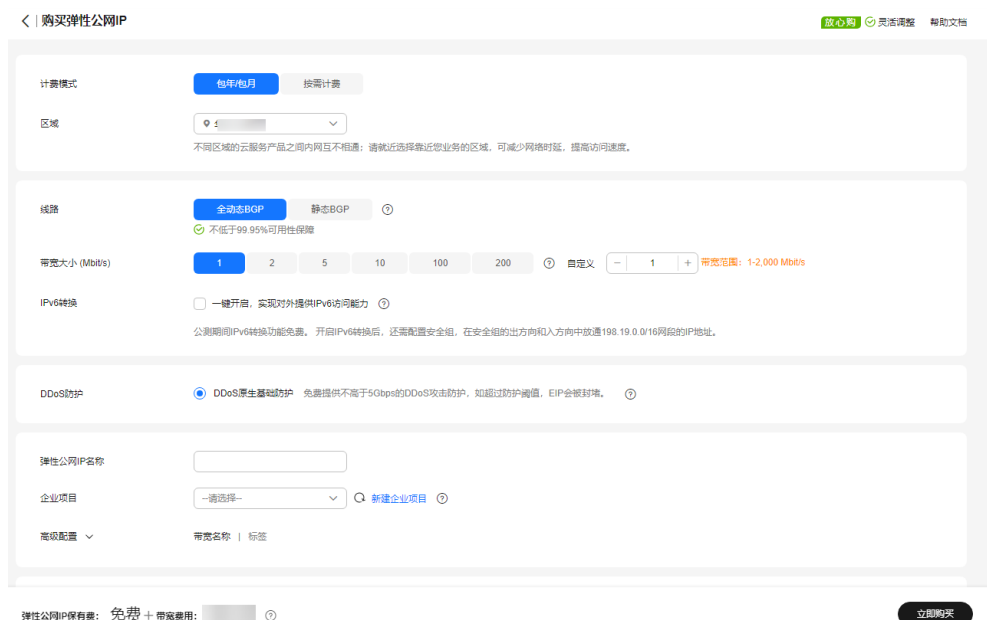 购买弹性公网IP 放心购 灵活调整 帮助文档
计费模式 包年/包月 按需计费
区域
不同区域的云服务产品之间内网互不相通；请就近选择靠近您业务的区域，可减少网络时延，提高访问速度。
线路 全动态BGP 静态BGP
不低于99.95%可用性保障
带宽大小 (Mbit/s) 1 2 5 10 100 200 自定义 − 1 + 带宽范围：1-2,000 Mbit/s
IPv6转换 一键开启，实现对外提供IPv6访问能力
公测期间IPv6转换功能免费。 开启IPv6转换后，还需配置安全组，在安全组的出方向和入方向中放通198.19.0.0/16网段的IP地址。
DDoS防护 DDoS原生基础防护 免费提供不高于5Gbps的DDoS攻击防护，如超过防护阈值，EIP会被封堵。
弹性公网IP名称
企业项目 --请选择-- 新建企业项目
高级配置 带宽名称 | 标签
弹性公网IP保有费： 免费 + 带宽费用： 立即购买